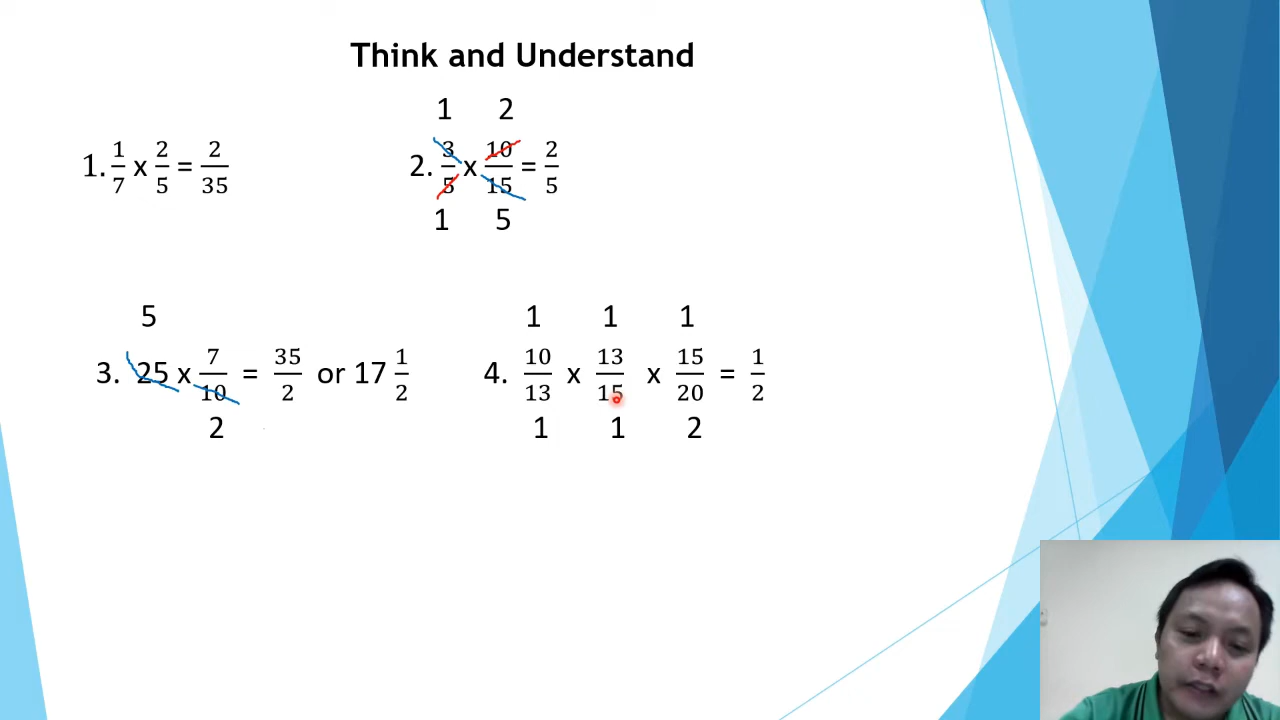 Think and Understand
1 2
1. 1/7 x 2/5 = 2/35
2. 3/5 x 10/15 = 2/5
1 5
5
3. 25 x 7/10 = 35/2 or 17 1/2
2
1 1 1
4. 10/13 x 13/15 x 15/20 = 1/2
1 1 2